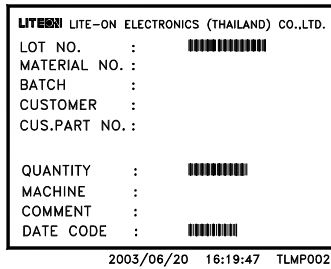 LITEON LITE-ON ELECTRONICS (THAILAND) CO.,LTD.
LOT NO. :
MATERIAL NO. :
BATCH :
CUSTOMER :
CUS.PART NO. :
QUANTITY :
MACHINE :
COMMENT :
DATE CODE :
2003/06/20 16:19:47 TLMP002